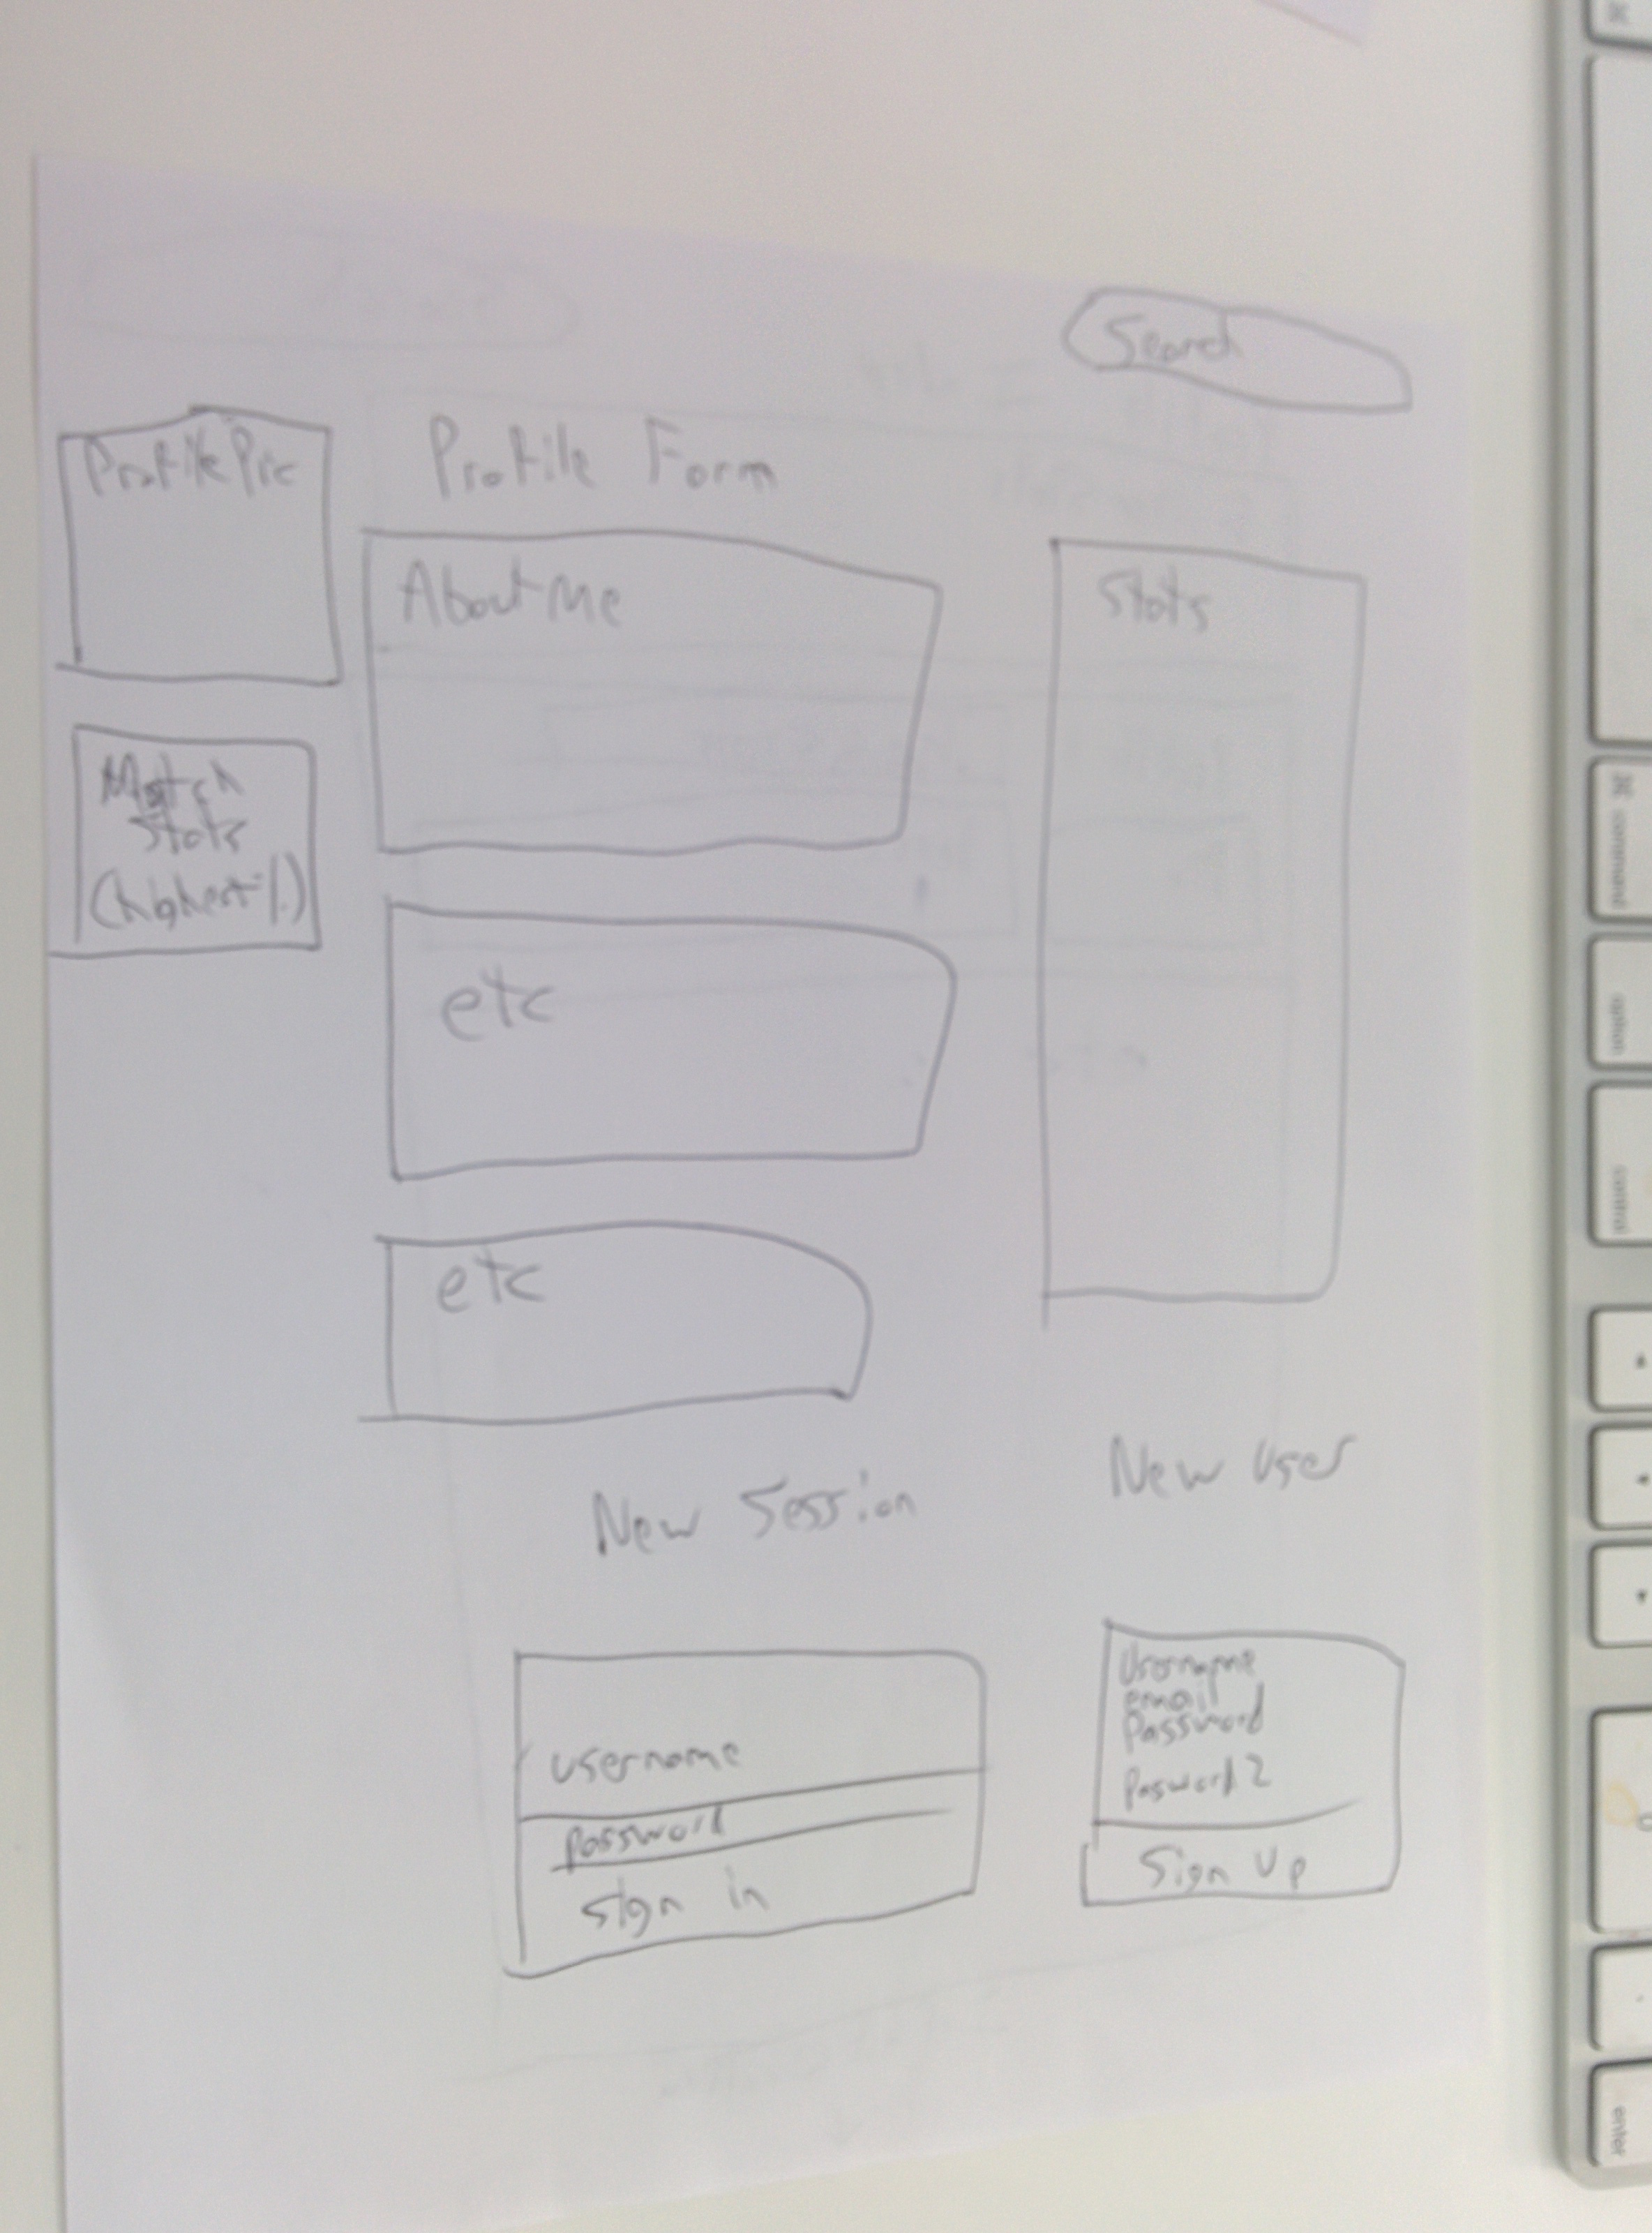 Search
Profile Pic
Profile Form
About Me
Stats
Match
Stats
(highest %)
etc
etc
New Session
New User
username
password
sign in
Username
email
Password
Password 2
Sign Up
⌘ command
option
control
enter